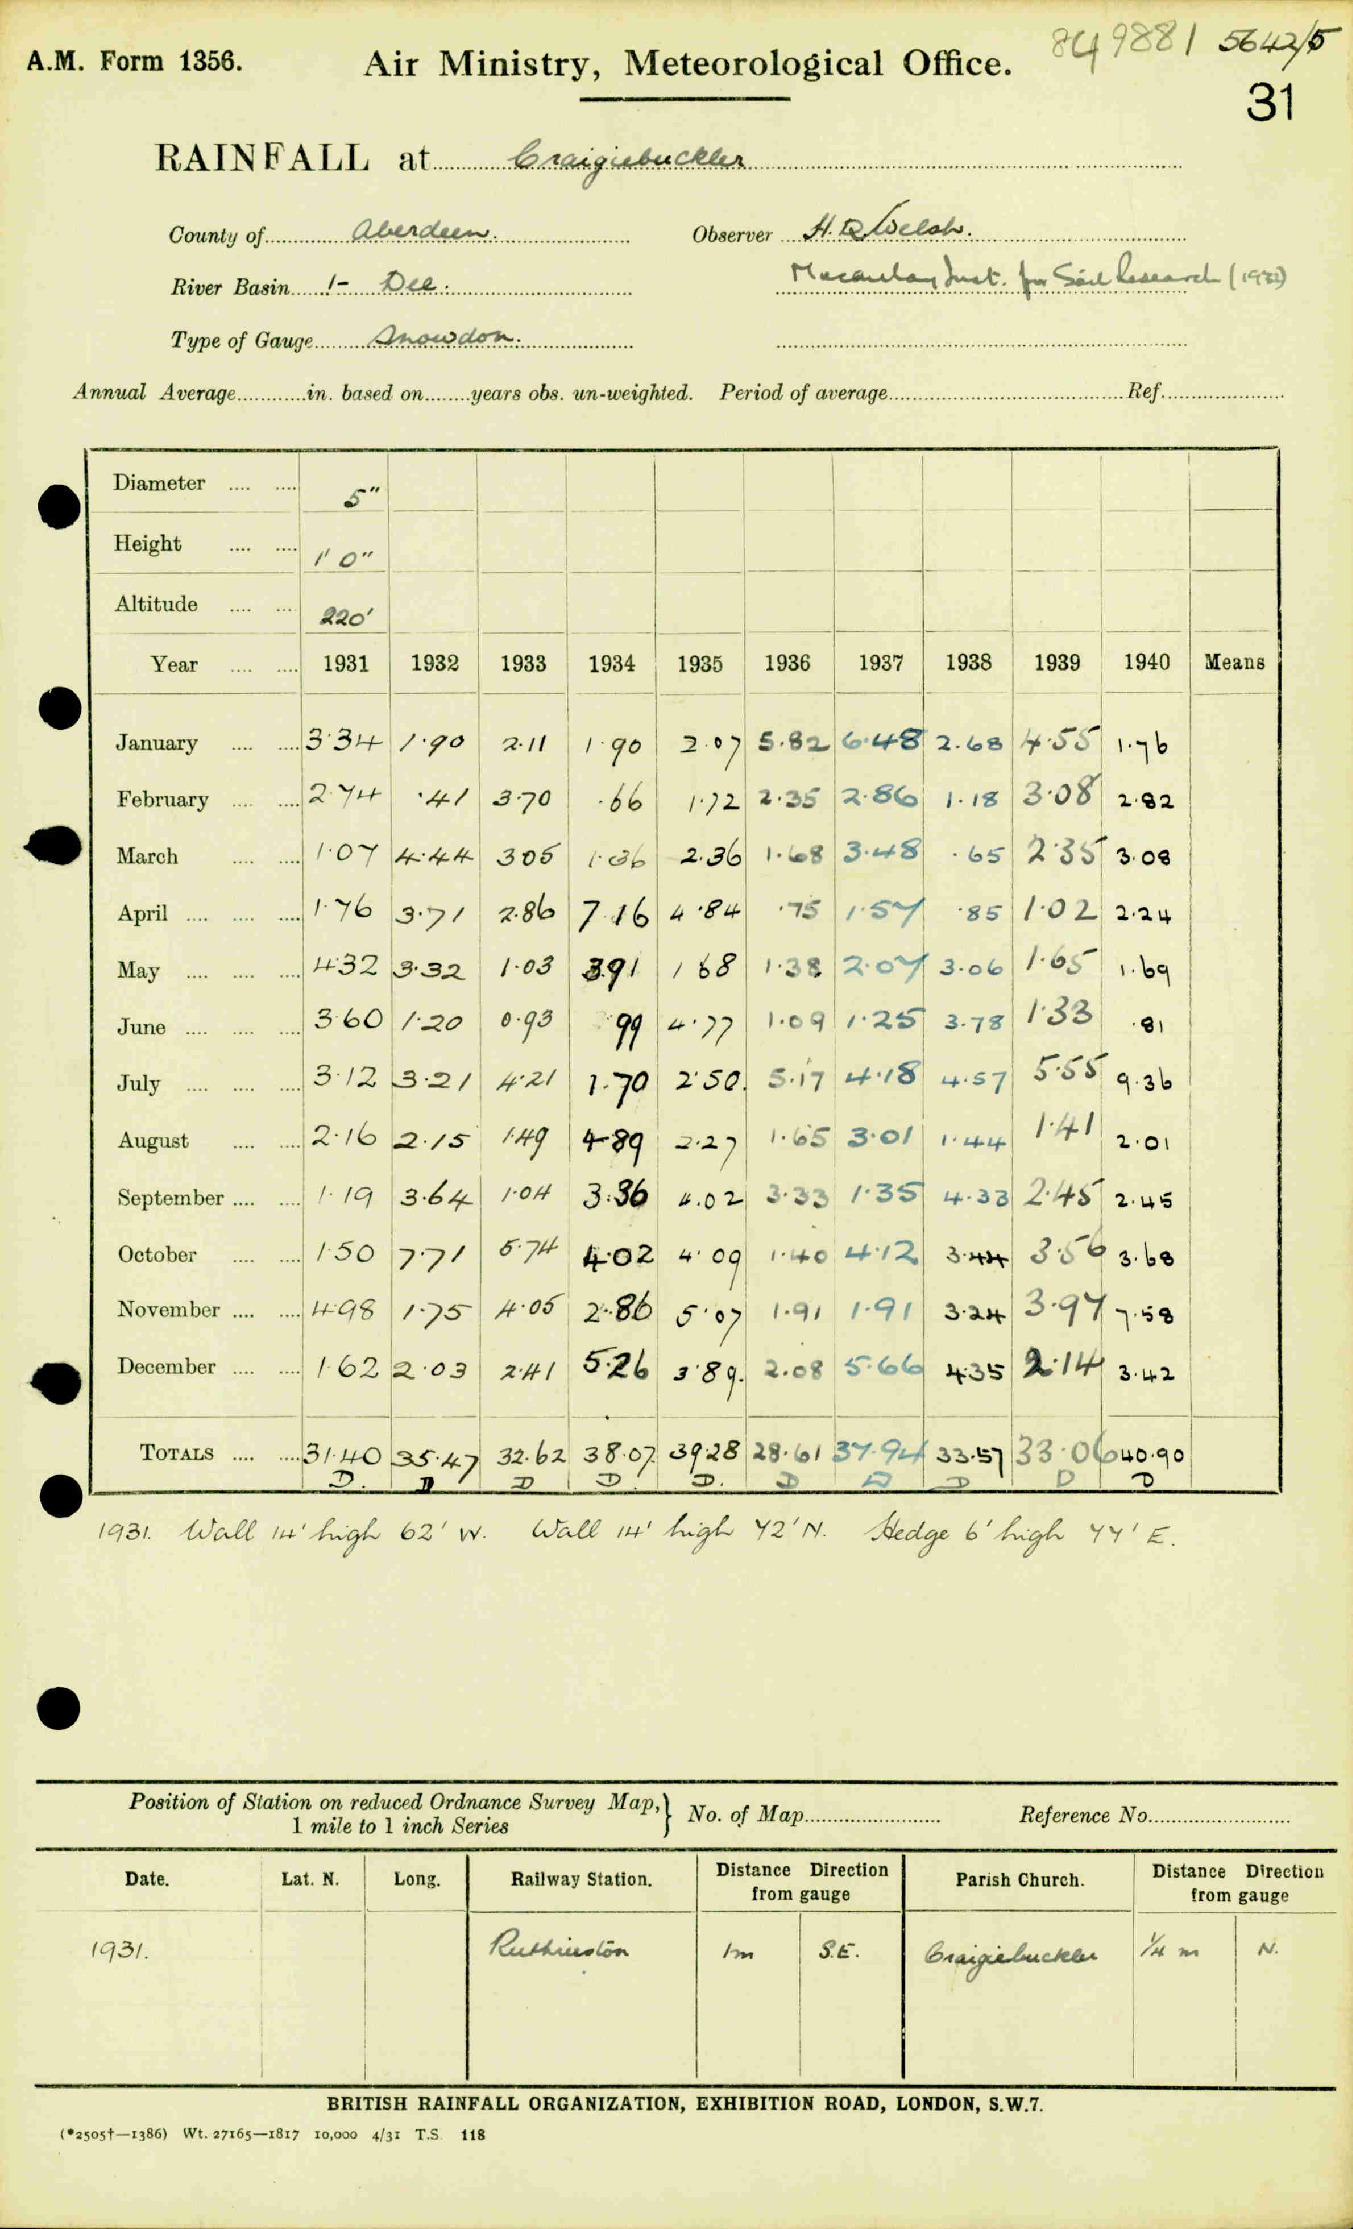 849881 5642/5
A.M. Form 1356. Air Ministry, Meteorological Office.
31
RAINFALL at Craigiebuckler
County of Aberdeen. Observer H. D. Welsh.
River Basin 1- Dee. Macaulay Inst. for Soil Research (1931)
Type of Gauge Snowdon.
Annual Average in. based on years obs. un-weighted. Period of average Ref.
Diameter 5"
Height 1' 0"
Altitude 220'
Year 1931 1932 1933 1934 1935 1936 1937 1938 1939 1940 Means
January 3.34 1.90 2.11 1.90 2.07 5.82 6.48 2.68 4.55 1.76
February 2.74 .41 3.70 .66 1.72 2.35 2.86 1.18 3.08 2.82
March 1.07 4.44 3.05 1.36 2.36 1.68 3.48 .65 2.35 3.08
April 1.76 3.71 2.86 7.16 4.84 .75 1.57 .85 1.02 2.24
May 4.32 3.32 1.03 3.91 1.68 1.38 2.07 3.06 1.65 1.69
June 3.60 1.20 0.93 .99 4.77 1.09 1.25 3.78 1.33 .81
July 3.12 3.21 4.21 1.70 2.50 5.17 4.18 4.57 5.55 9.36
August 2.16 2.15 1.49 4.89 2.27 1.65 3.01 1.44 1.41 2.01
September 1.19 3.64 1.04 3.36 4.02 3.33 1.35 4.33 2.45 2.45
October 1.50 7.71 5.74 4.02 4.09 1.40 4.12 3.44 3.56 3.68
November 4.98 1.75 4.05 2.86 5.07 1.91 1.91 3.24 3.97 7.58
December 1.62 2.03 2.41 5.26 3.89 2.08 5.66 4.35 2.14 3.42
TOTALS 31.40 35.47 32.62 38.07 39.28 28.61 37.94 33.57 33.06 40.90
D. D D D. D. D D D D D
1931. Wall 14' high 62' W. Wall 14' high 72' N. Hedge 6' high 77' E.
Position of Station on reduced Ordnance Survey Map, } No. of Map Reference No.
1 mile to 1 inch Series
Date. Lat. N. Long. Railway Station. Distance Direction from gauge Parish Church. Distance Direction from gauge
1931. Ruthrieston 1m S.E. Craigiebuckler 1/4 m N.
BRITISH RAINFALL ORGANIZATION, EXHIBITION ROAD, LONDON, S.W.7.
(*2505†—1386) Wt. 27165—1817 10,000 4/31 T.S. 118